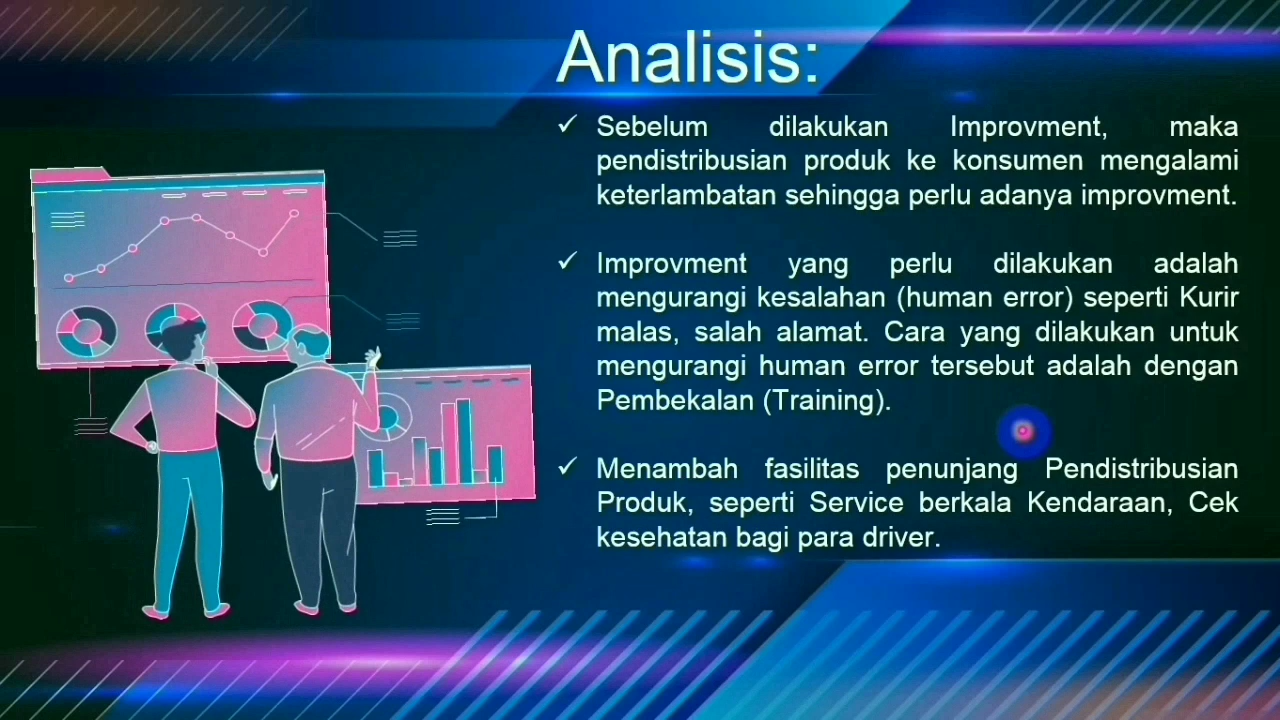 Analisis:
✓ Sebelum dilakukan Improvment, maka
pendistribusian produk ke konsumen mengalami
keterlambatan sehingga perlu adanya improvment.
✓ Improvment yang perlu dilakukan adalah
mengurangi kesalahan (human error) seperti Kurir
malas, salah alamat. Cara yang dilakukan untuk
mengurangi human error tersebut adalah dengan
Pembekalan (Training).
✓ Menambah fasilitas penunjang Pendistribusian
Produk, seperti Service berkala Kendaraan, Cek
kesehatan bagi para driver.